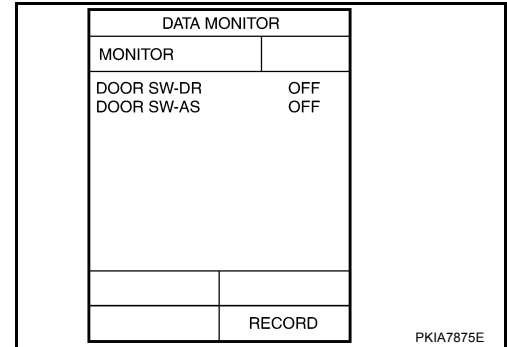 DATA MONITOR
MONITOR
DOOR SW-DR OFF
DOOR SW-AS OFF
RECORD
PKIA7875E